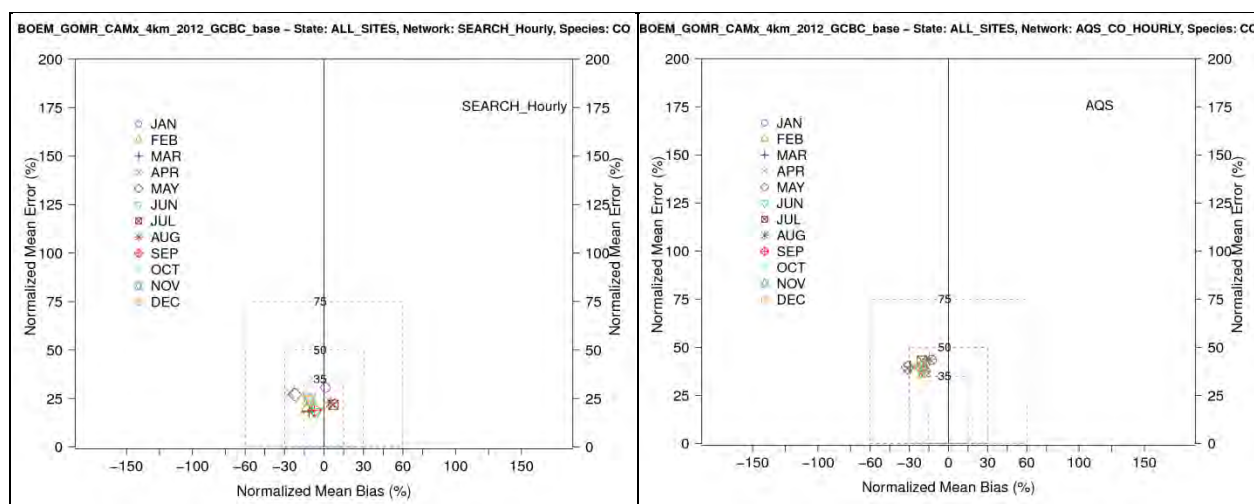 BOEM_GOMR_CAMx_4km_2012_GCBC_base – State: ALL_SITES, Network: SEARCH_Hourly, Species: CO
200
200
SEARCH_Hourly
175
175
JAN
FEB
MAR
APR
MAY
JUN
JUL
AUG
SEP
OCT
NOV
DEC
150
150
125
125
100
100
75
75
75
50
50
50
35
25
25
0
0
Normalized Mean Error (%)
Normalized Mean Error (%)
−150 −100 −60 −30 0 30 60 100 150
Normalized Mean Bias (%)
BOEM_GOMR_CAMx_4km_2012_GCBC_base – State: ALL_SITES, Network: AQS_CO_HOURLY, Species: CO
200
200
AQS
175
175
JAN
FEB
MAR
APR
MAY
JUN
JUL
AUG
SEP
OCT
NOV
DEC
150
150
125
125
100
100
75
75
75
50
50
50
35
25
25
0
0
Normalized Mean Error (%)
Normalized Mean Error (%)
−150 −100 −60 −30 0 30 60 100 150
Normalized Mean Bias (%)